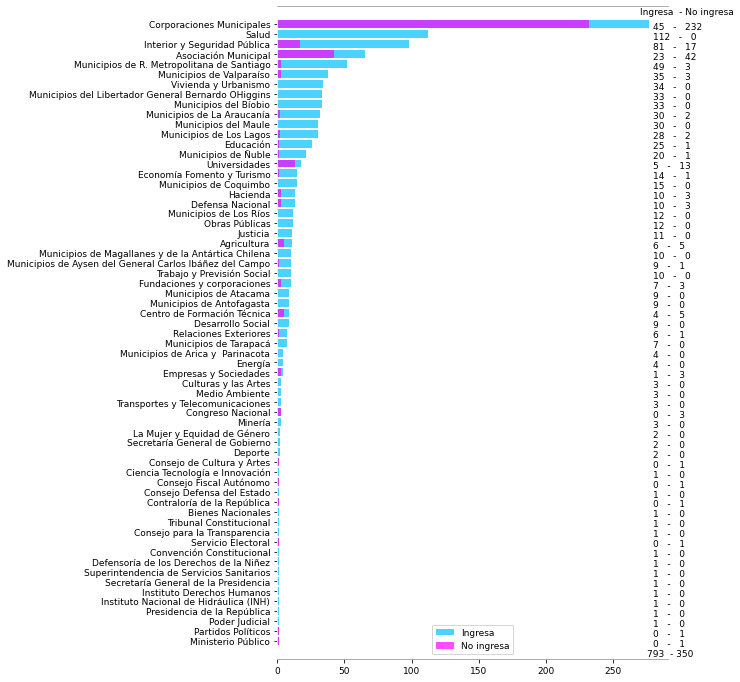 Ingresa - No ingresa
Corporaciones Municipales 45 - 232
Salud 112 - 0
Interior y Seguridad Pública 81 - 17
Asociación Municipal 23 - 42
Municipios de R. Metropolitana de Santiago 49 - 3
Municipios de Valparaíso 35 - 3
Vivienda y Urbanismo 34 - 0
Municipios del Libertador General Bernardo OHiggins 33 - 0
Municipios del Biobio 33 - 0
Municipios de La Araucanía 30 - 2
Municipios del Maule 30 - 0
Municipios de Los Lagos 28 - 2
Educación 25 - 1
Municipios de Ñuble 20 - 1
Universidades 5 - 13
Economía Fomento y Turismo 14 - 1
Municipios de Coquimbo 15 - 0
Hacienda 10 - 3
Defensa Nacional 10 - 3
Municipios de Los Ríos 12 - 0
Obras Públicas 12 - 0
Justicia 11 - 0
Agricultura 6 - 5
Municipios de Magallanes y de la Antártica Chilena 10 - 0
Municipios de Aysen del General Carlos Ibáñez del Campo 9 - 1
Trabajo y Previsión Social 10 - 0
Fundaciones y corporaciones 7 - 3
Municipios de Atacama 9 - 0
Municipios de Antofagasta 9 - 0
Centro de Formación Técnica 4 - 5
Desarrollo Social 9 - 0
Relaciones Exteriores 6 - 1
Municipios de Tarapacá 7 - 0
Municipios de Arica y Parinacota 4 - 0
Energía 4 - 0
Empresas y Sociedades 1 - 3
Culturas y las Artes 3 - 0
Medio Ambiente 3 - 0
Transportes y Telecomunicaciones 3 - 0
Congreso Nacional 0 - 3
Minería 3 - 0
La Mujer y Equidad de Género 2 - 0
Secretaría General de Gobierno 2 - 0
Deporte 2 - 0
Consejo de Cultura y Artes 0 - 1
Ciencia Tecnología e Innovación 1 - 0
Consejo Fiscal Autónomo 0 - 1
Consejo Defensa del Estado 1 - 0
Contraloría de la República 0 - 1
Bienes Nacionales 1 - 0
Tribunal Constitucional 1 - 0
Consejo para la Transparencia 1 - 0
Servicio Electoral 0 - 1
Convención Constitucional 1 - 0
Defensoría de los Derechos de la Niñez 1 - 0
Superintendencia de Servicios Sanitarios 1 - 0
Secretaría General de la Presidencia 1 - 0
Instituto Derechos Humanos 1 - 0
Instituto Nacional de Hidráulica (INH) 1 - 0
Presidencia de la República 1 - 0
Poder Judicial 1 - 0
Partidos Políticos 0 - 1
Ministerio Público 0 - 1
793 - 350
Ingresa
No ingresa
0 50 100 150 200 250